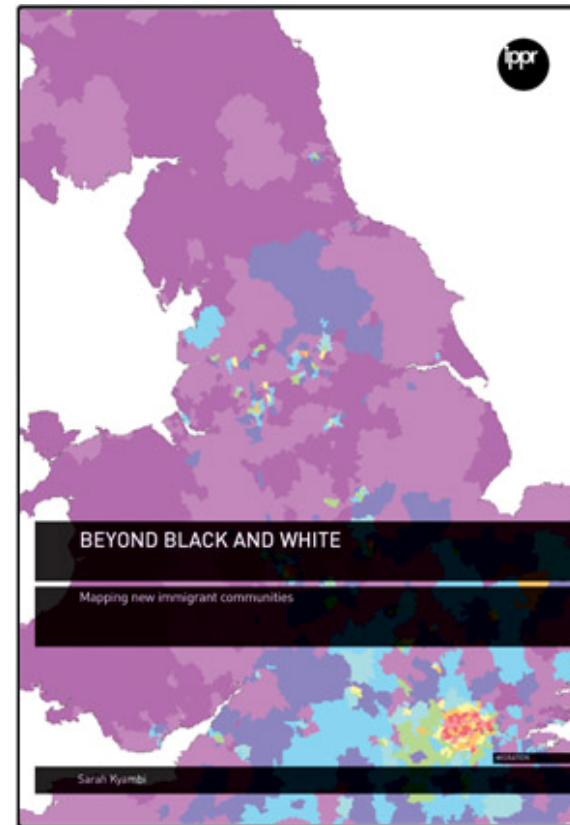 ippr
BEYOND BLACK AND WHITE
Mapping new immigrant communities
MIGRATION
Sarah Kyambi